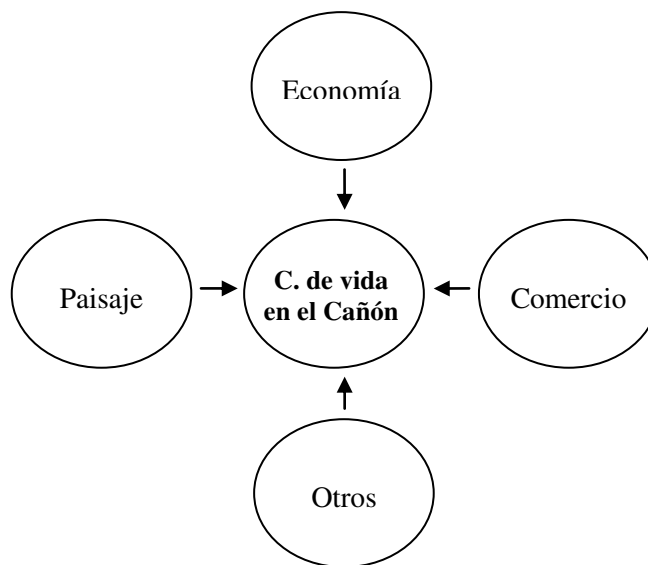 Economía
Paisaje
C. de vida
en el Cañón
Comercio
Otros